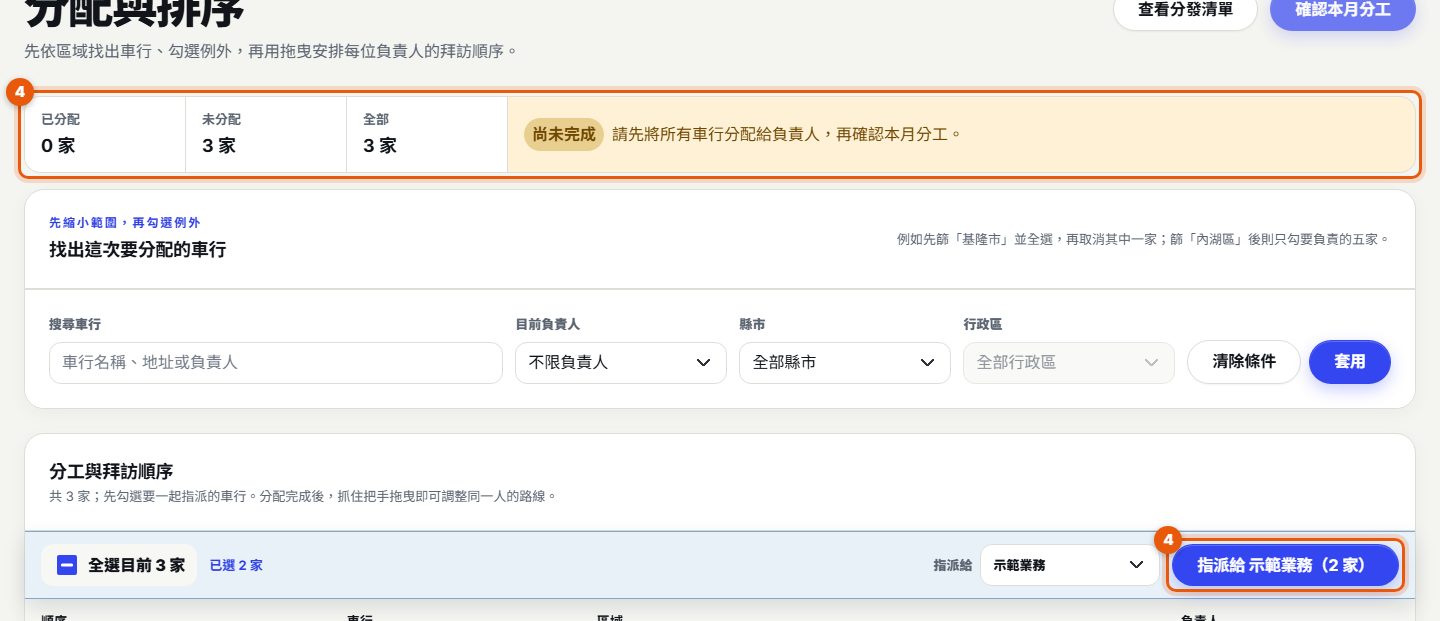 分配與排序
查看分發清單
確認本月分工
先依區域找出車行、勾選例外，再用拖曳安排每位負責人的拜訪順序。
4
已分配
0 家
未分配
3 家
全部
3 家
尚未完成
請先將所有車行分配給負責人，再確認本月分工。
先縮小範圍，再勾選例外
找出這次要分配的車行
例如先篩「基隆市」並全選，再取消其中一家；篩「內湖區」後則只勾要負責的五家。
搜尋車行
目前負責人
縣市
行政區
車行名稱、地址或負責人
不限負責人
全部縣市
全部行政區
清除條件
套用
分工與拜訪順序
共 3 家；先勾選要一起指派的車行。分配完成後，抓住把手拖曳即可調整同一人的路線。
全選目前 3 家
已選 2 家
指派給
示範業務
4
指派給 示範業務（2 家）
順序
車行
區域
負責人